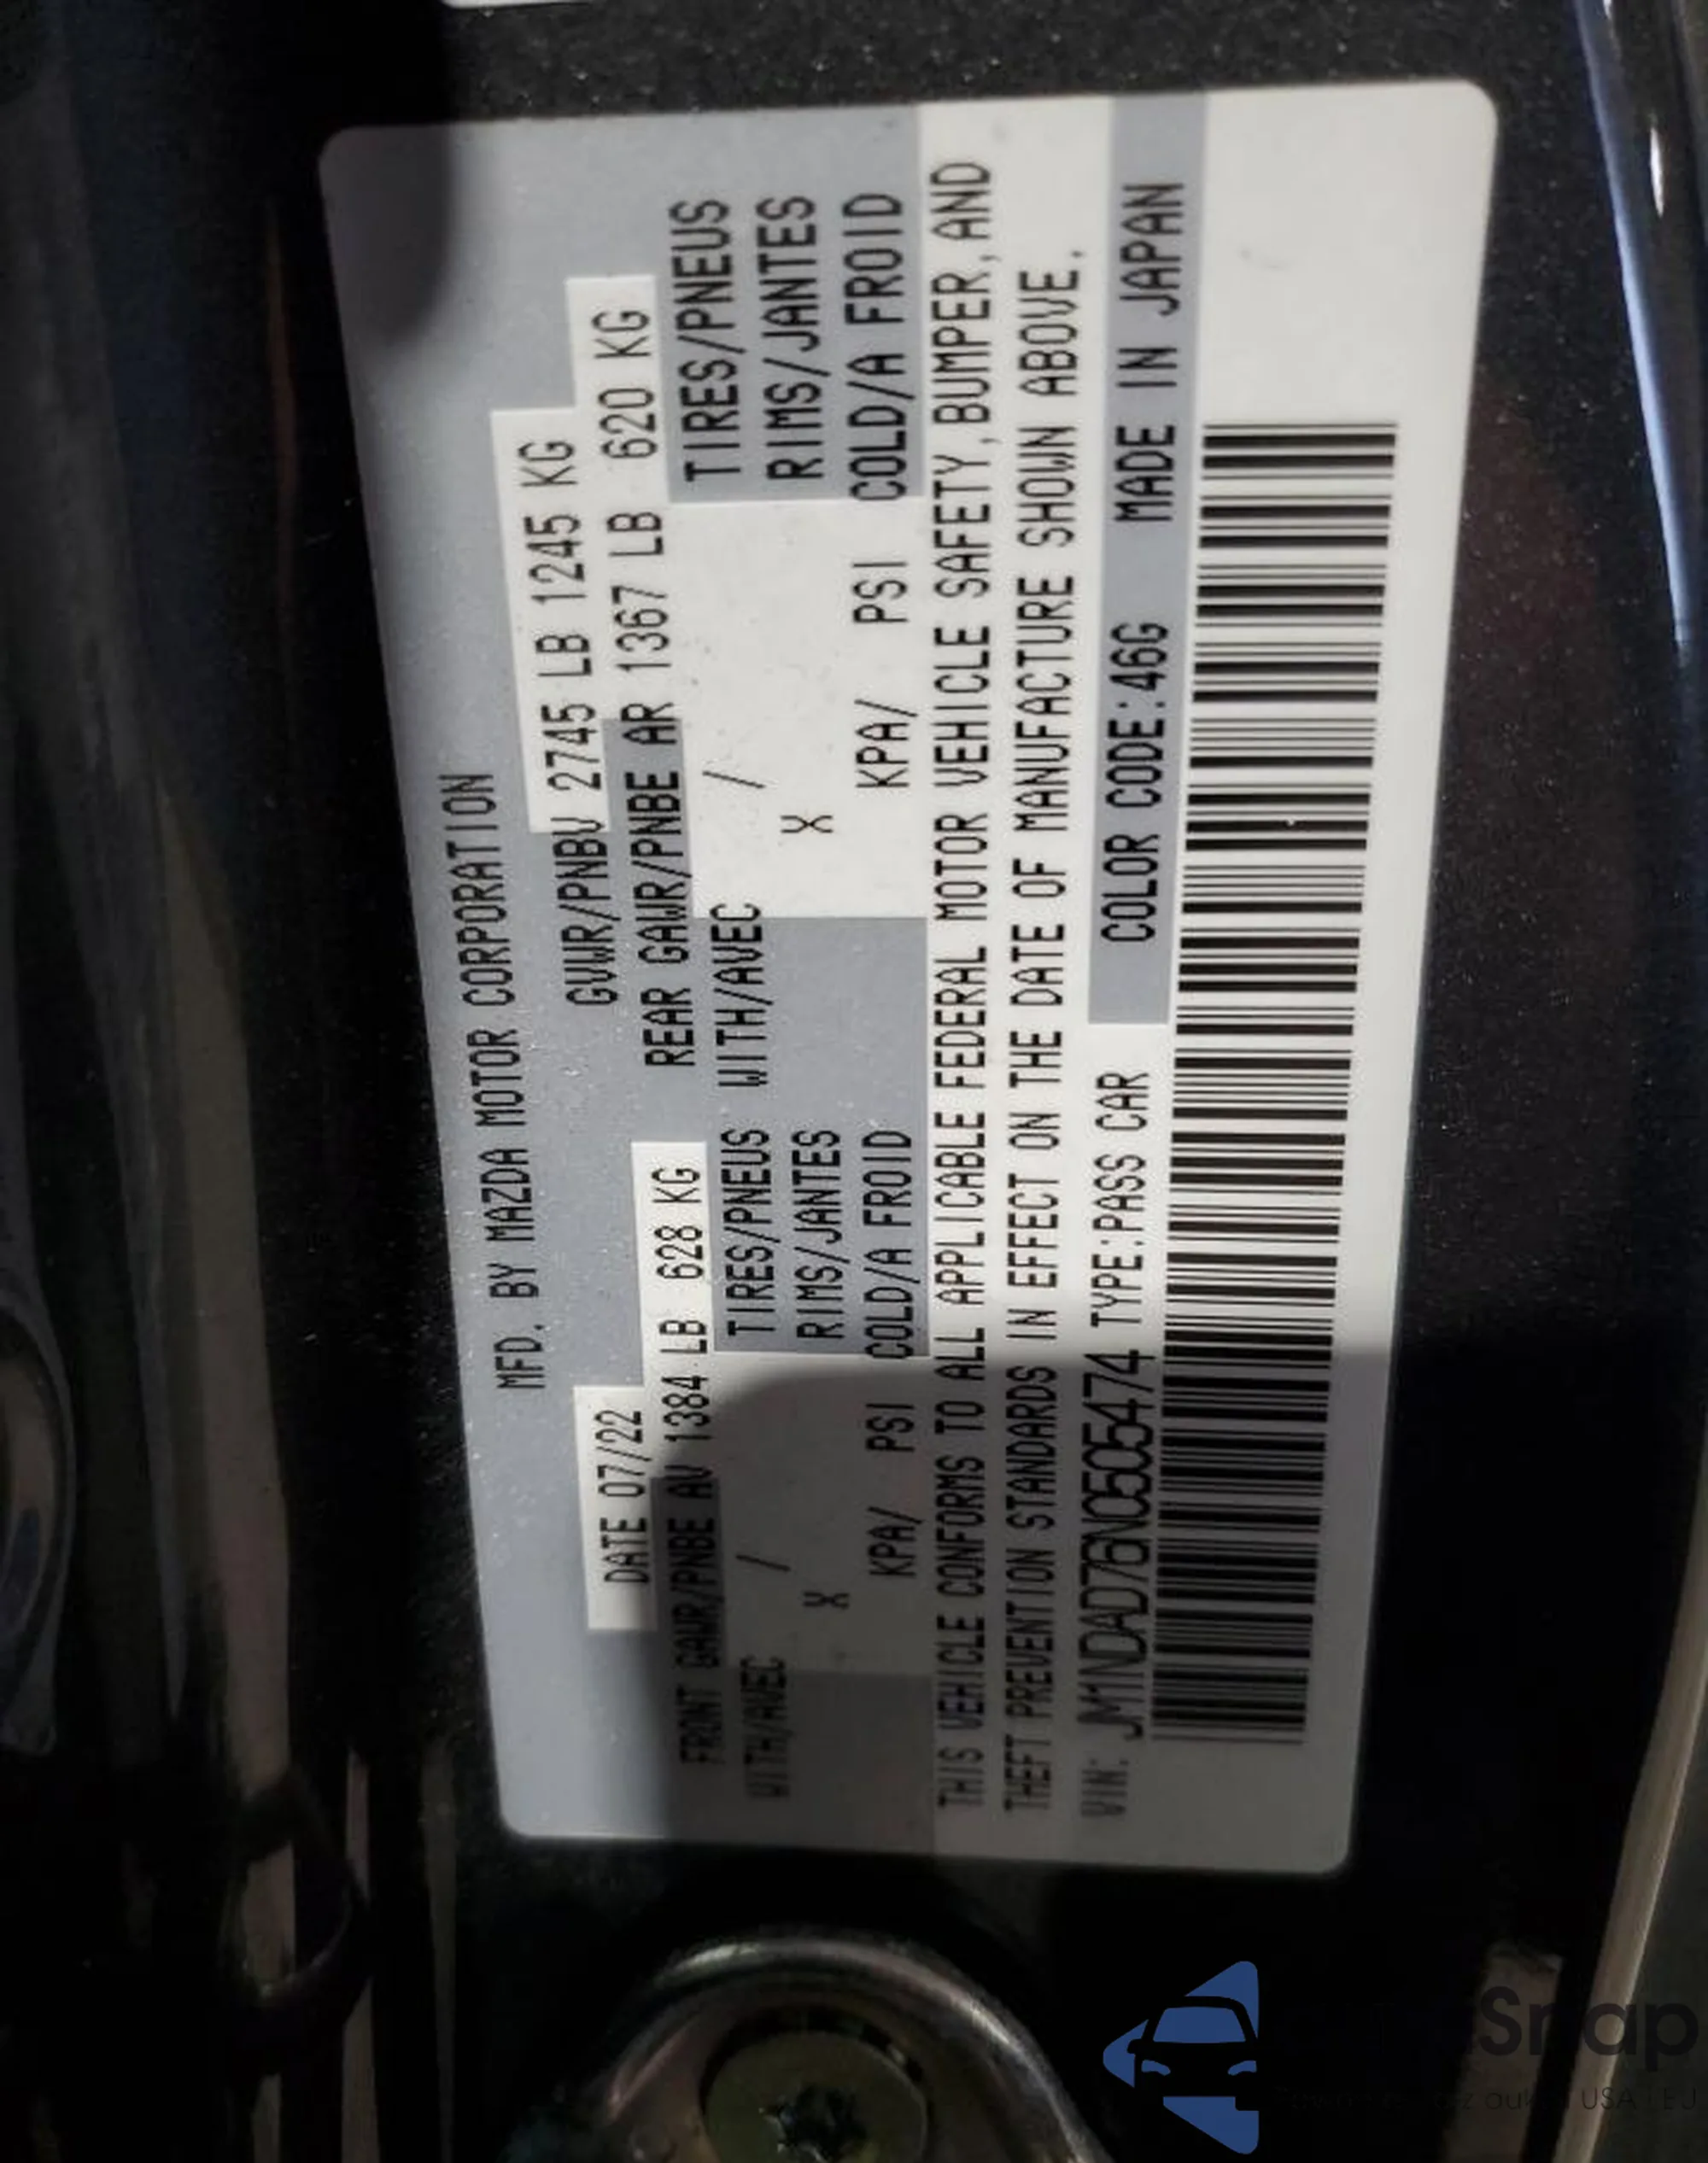 MFD. BY MAZDA MOTOR CORPORATION
DATE 07/22 GVWR/PNBV 2745 LB 1245 KG
FRONT GAWR/PNBE AV 1384 LB 628 KG REAR GAWR/PNBE AR 1367 LB 620 KG
WITH/AVEC / TIRES/PNEUS WITH/AVEC / TIRES/PNEUS
X RIMS/JANTES X RIMS/JANTES
KPA/ PSI COLD/A FROID KPA/ PSI COLD/A FROID
THIS VEHICLE CONFORMS TO ALL APPLICABLE FEDERAL MOTOR VEHICLE SAFETY, BUMPER, AND
THEFT PREVENTION STANDARDS IN EFFECT ON THE DATE OF MANUFACTURE SHOWN ABOVE.
VIN: JM1NDAD76N0505474 TYPE:PASS CAR COLOR CODE:46G MADE IN JAPAN
USA
EU